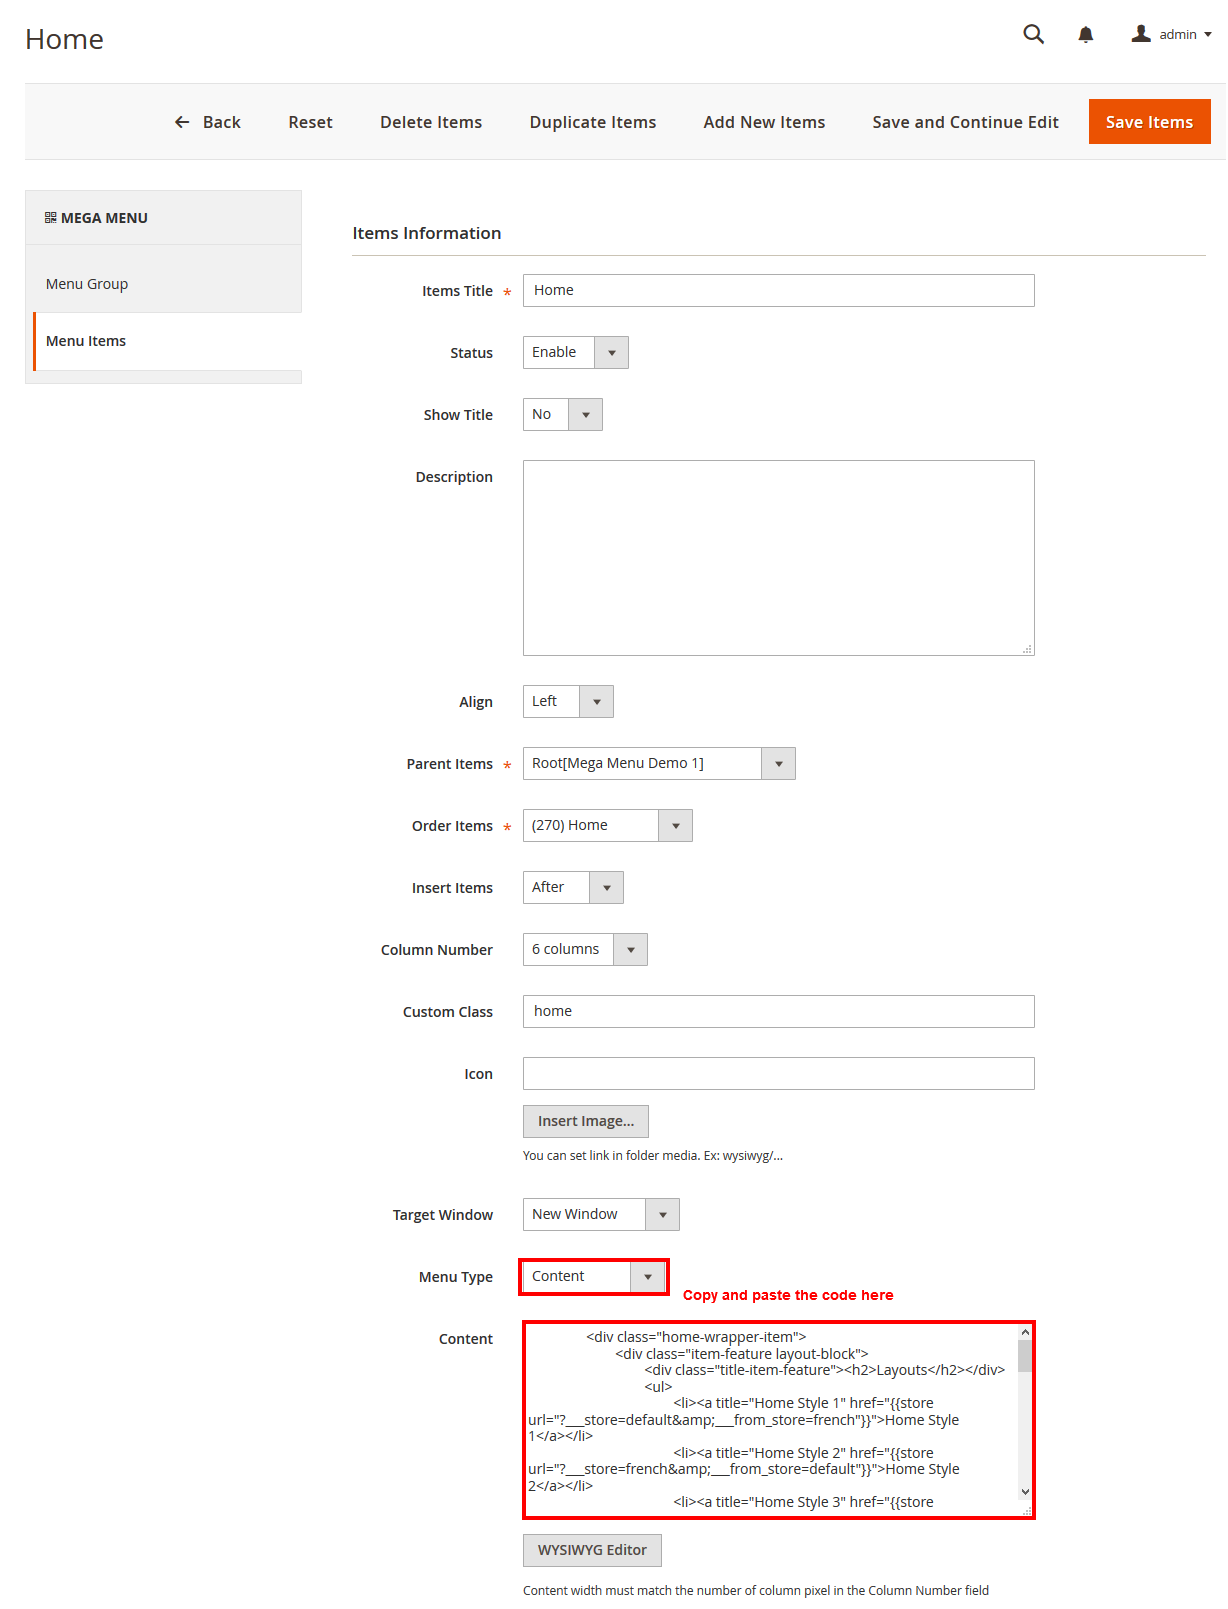 Home
admin
Back Reset Delete Items Duplicate Items Add New Items Save and Continue Edit Save Items
MEGA MENU
Menu Group
Menu Items
Items Information
Items Title * Home
Status Enable
Show Title No
Description
Align Left
Parent Items * Root[Mega Menu Demo 1]
Order Items * (270) Home
Insert Items After
Column Number 6 columns
Custom Class home
Icon
Insert Image...
You can set link in folder media. Ex: wysiwyg/...
Target Window New Window
Menu Type Content
Copy and paste the code here
Content
<div class="home-wrapper-item">
<div class="item-feature layout-block">
<div class="title-item-feature"><h2>Layouts</h2></div>
<ul>
<li><a title="Home Style 1" href="{{store
url="?___store=default&amp;___from_store=french"}}">Home Style
1</a></li>
<li><a title="Home Style 2" href="{{store
url="?___store=french&amp;___from_store=default"}}">Home Style
2</a></li>
<li><a title="Home Style 3" href="{{store
WYSIWYG Editor
Content width must match the number of column pixel in the Column Number field